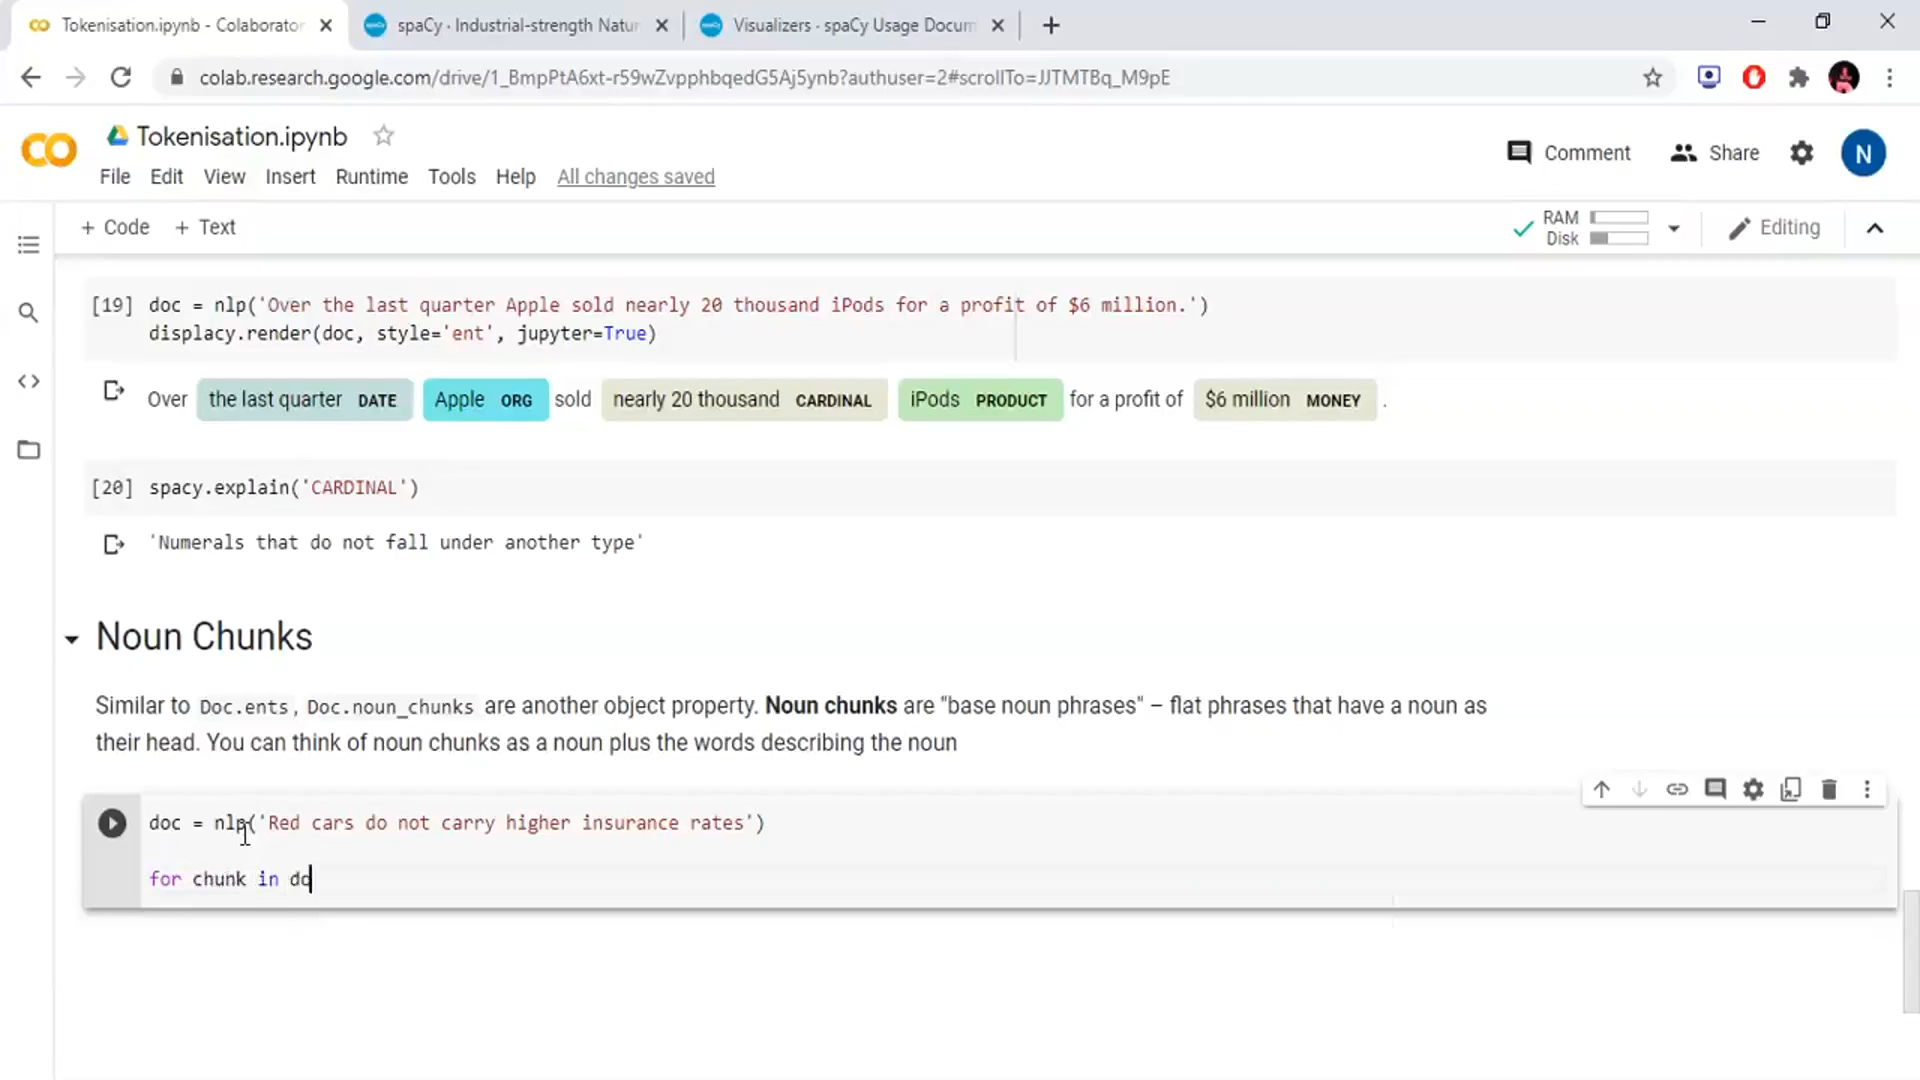 Tokenisation.ipynb - Colaborator
spaCy · Industrial-strength Natur
Visualizers · spaCy Usage Docum
colab.research.google.com/drive/1_BmpPtA6xt-r59wZvpphbqedG5Aj5ynb?authuser=2#scrollTo=JJTMTBq_M9pE
Tokenisation.ipynb
File Edit View Insert Runtime Tools Help All changes saved
Comment Share N
+ Code + Text
RAM
Disk
Editing
[19] doc = nlp('Over the last quarter Apple sold nearly 20 thousand iPods for a profit of $6 million.')
displacy.render(doc, style='ent', jupyter=True)
Over the last quarter DATE Apple ORG sold nearly 20 thousand CARDINAL iPods PRODUCT for a profit of $6 million MONEY .
[20] spacy.explain('CARDINAL')
'Numerals that do not fall under another type'
Noun Chunks
Similar to Doc.ents, Doc.noun_chunks are another object property. Noun chunks are "base noun phrases" – flat phrases that have a noun as
their head. You can think of noun chunks as a noun plus the words describing the noun
doc = nlp('Red cars do not carry higher insurance rates')
for chunk in do